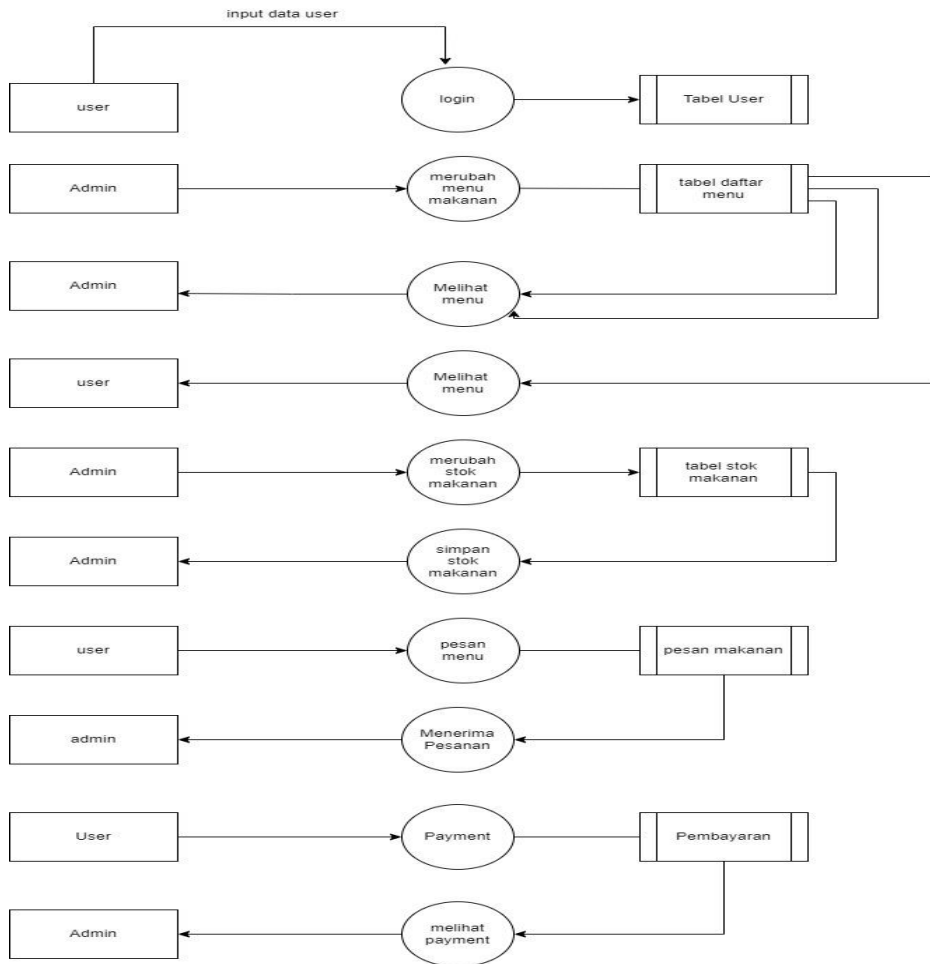 input data user
user
login
Tabel User
Admin
merubah
menu
makanan
tabel daftar
menu
Admin
Melihat
menu
user
Melihat
menu
Admin
merubah
stok
makanan
tabel stok
makanan
Admin
simpan
stok
makanan
user
pesan
menu
pesan makanan
admin
Menerima
Pesanan
User
Payment
Pembayaran
Admin
melihat
payment